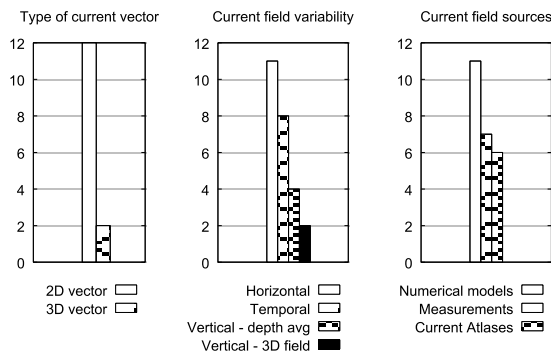 Type of current vector
12
10
8
6
4
2
0
2D vector
3D vector
Current field variability
12
10
8
6
4
2
0
Horizontal
Temporal
Vertical - depth avg
Vertical - 3D field
Current field sources
12
10
8
6
4
2
0
Numerical models
Measurements
Current Atlases